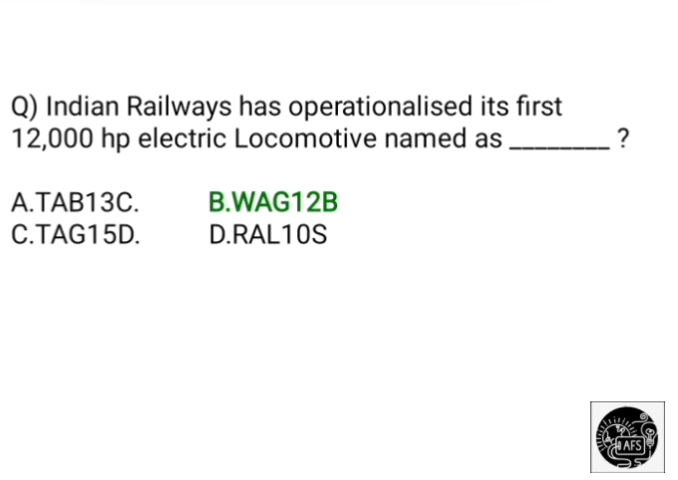 Q) Indian Railways has operationalised its first
12,000 hp electric Locomotive named as ________ ?
A.TAB13C. B.WAG12B
C.TAG15D. D.RAL10S
AFS